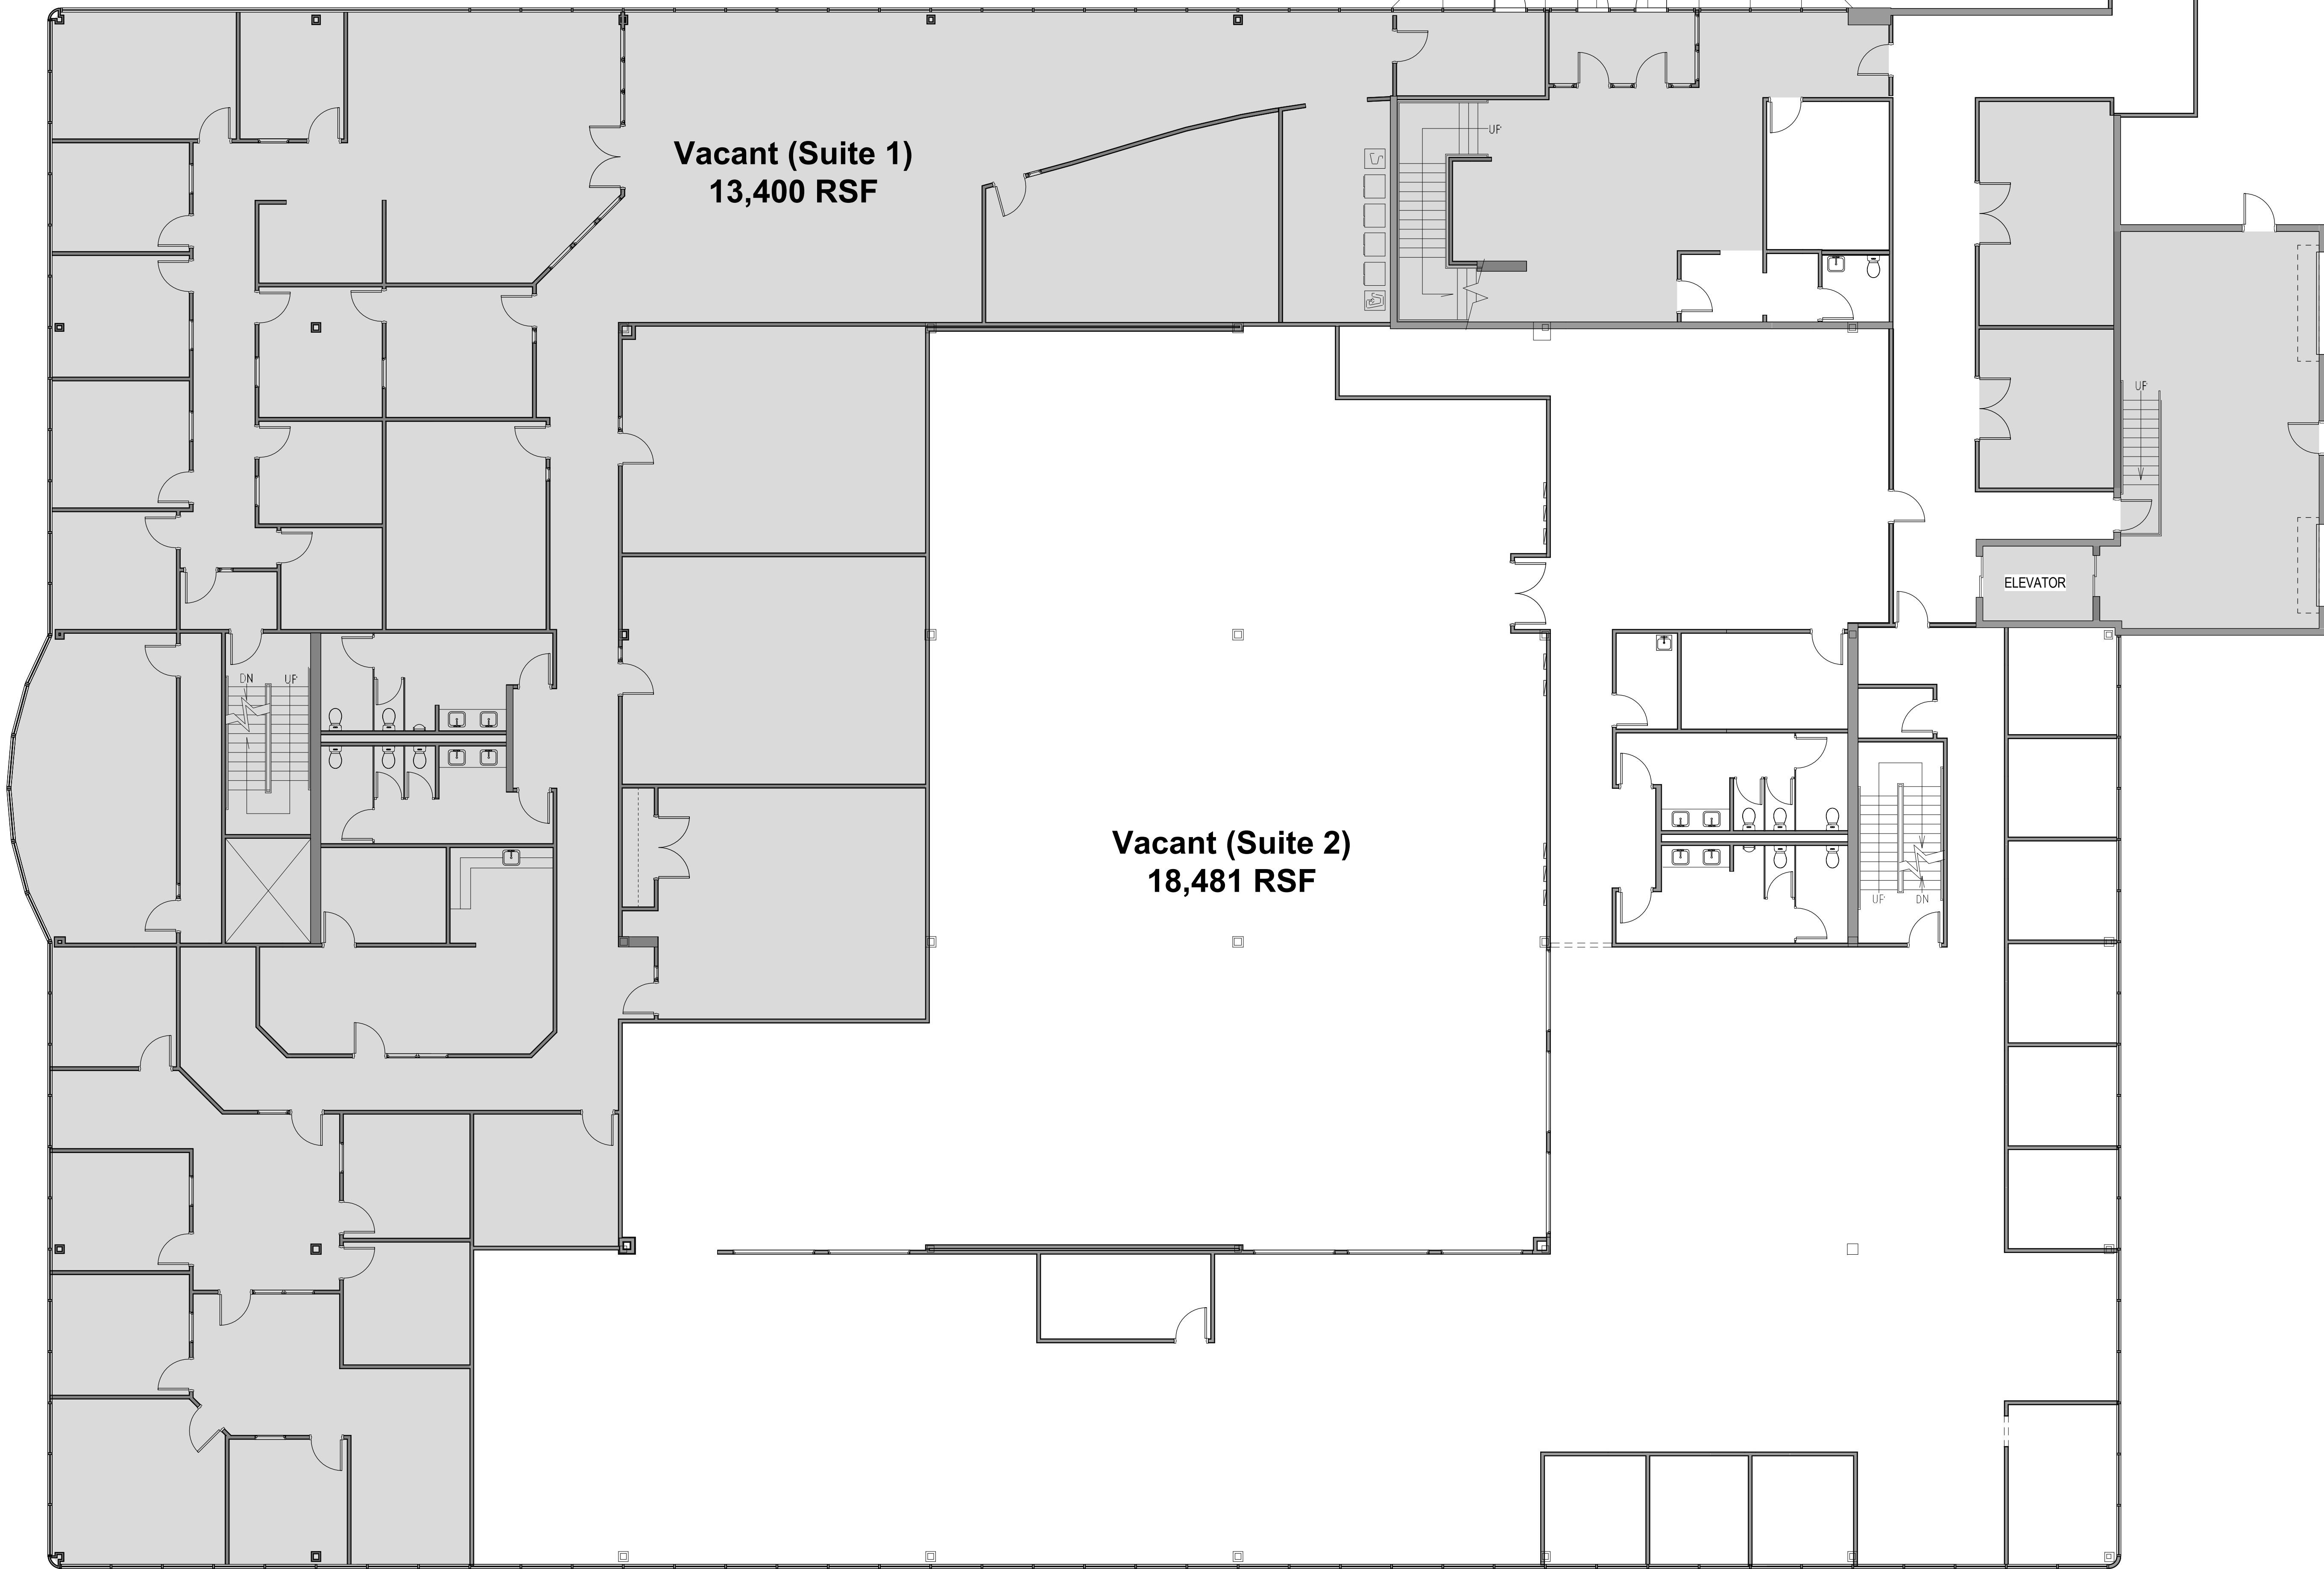 Vacant (Suite 1)
13,400 RSF
UP
UP
ELEVATOR
DN UP
Vacant (Suite 2)
18,481 RSF
UP DN